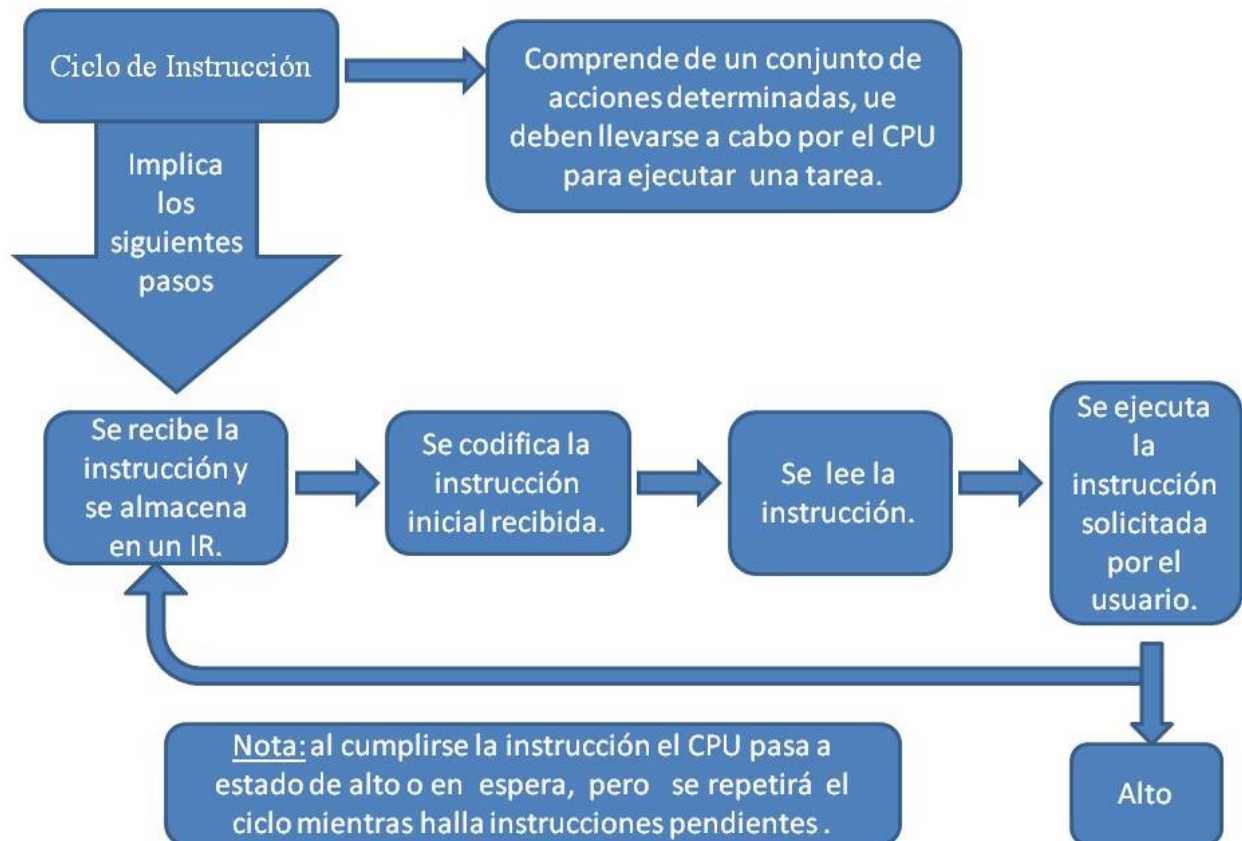 Ciclo de Instrucción
Comprende de un conjunto de
acciones determinadas, ue
deben llevarse a cabo por el CPU
para ejecutar una tarea.
Implica
los
siguientes
pasos
Se recibe la
instrucción y
se almacena
en un IR.
Se codifica la
instrucción
inicial recibida.
Se lee la
instrucción.
Se ejecuta
la
instrucción
solicitada
por el
usuario.
Nota: al cumplirse la instrucción el CPU pasa a
estado de alto o en espera, pero se repetirá el
ciclo mientras halla instrucciones pendientes .
Alto